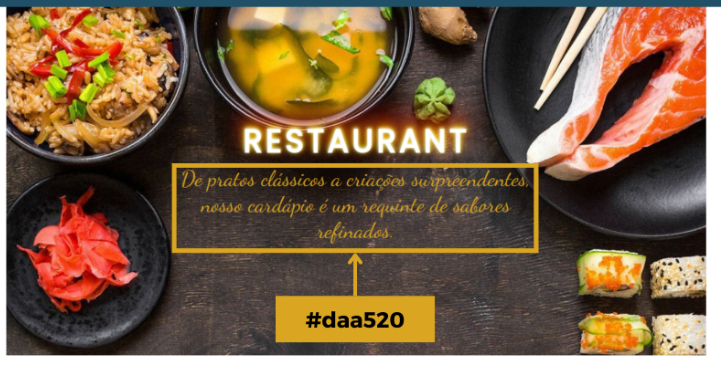 RESTAURANT
De pratos clássicos a criações surpreendentes,
nosso cardápio é um requinte de sabores
refinados.
#daa520